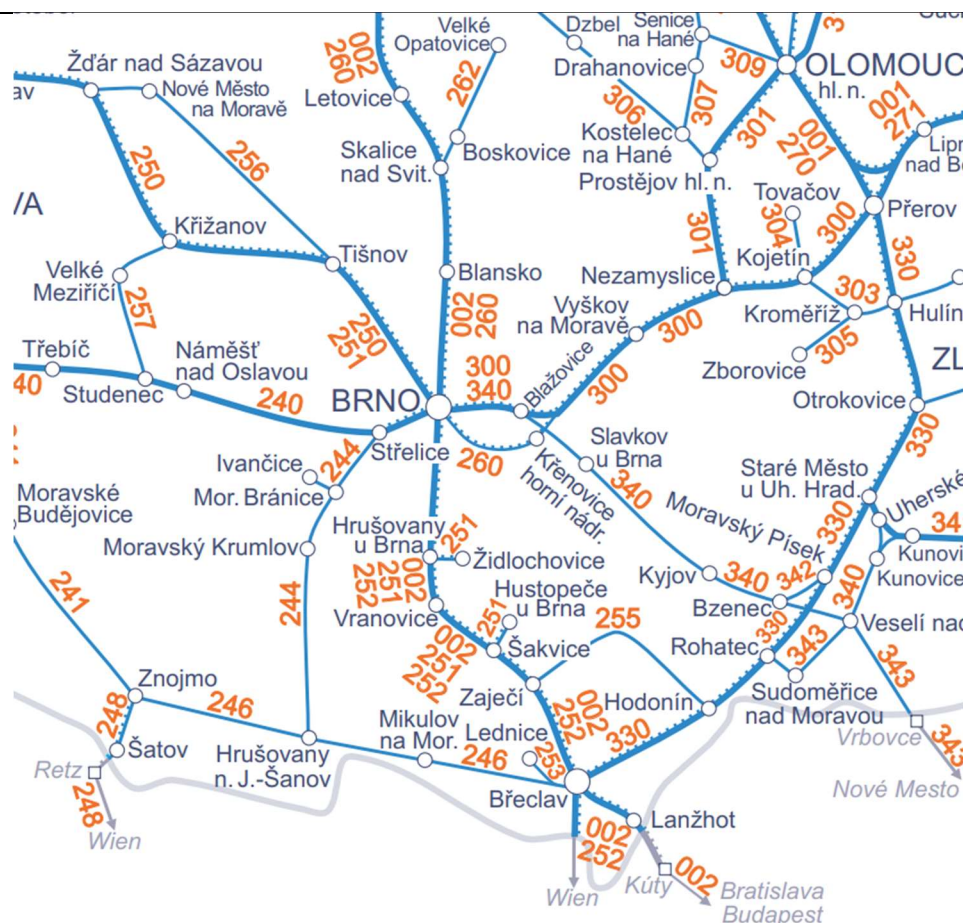 002
260
Velké
Opatovice
262
Dzbel
Senice
na Hané
309
OLOMOUC
hl. n.
Žďár nad Sázavou
Nové Město
na Moravě
Letovice
Drahanovice
306
307
Kostelec
na Hané
301
001
270
001
271
250
256
Skalice
nad Svit.
Boskovice
Prostějov hl. n.
Tovačov
304
300
Přerov
Křižanov
Tišnov
Blansko
002
260
301
Nezamyslice
Kojetín
330
Velké
Meziříčí
257
250
251
Vyškov
na Moravě
300
303
Kroměříž
Hulín
305
Zborovice
Třebíč
Studenec
Náměšť
nad Oslavou
240
BRNO
300
340
Blažovice
300
Otrokovice
330
Střelice
260
Křenovice
horní nádr.
Slavkov
u Brna
340
Ivančice
244
Mor. Bránice
Staré Město
u Uh. Hrad.
330
Moravské
Budějovice
Moravský Krumlov
Hrušovany
u Brna
251
Židlochovice
Moravský Písek
342
Kyjov
340
Bzenec
340
Kunovice
241
244
002
251
252
Vranovice
Hustopeče
u Brna
251
255
Šakvice
002
251
252
Rohatec
330
343
343
Sudoměřice
nad Moravou
Znojmo
248
246
Zaječí
Hodonín
330
002
252
Mikulov
na Mor.
Lednice
253
Vrbovce
343
Šatov
Retz
248
Wien
Hrušovany
n. J.-Šanov
246
Břeclav
Nové Mesto
Lanžhot
002
252
Wien
Kúty
002
Bratislava
Budapest